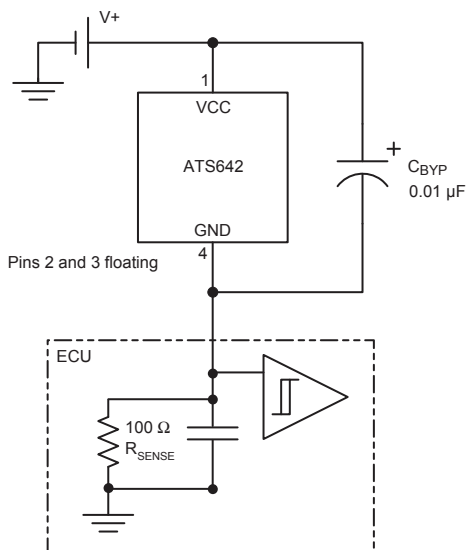 V+
1
VCC
ATS642
+
CBYP
0.01 µF
GND
4
Pins 2 and 3 floating
ECU
100 Ω
RSENSE